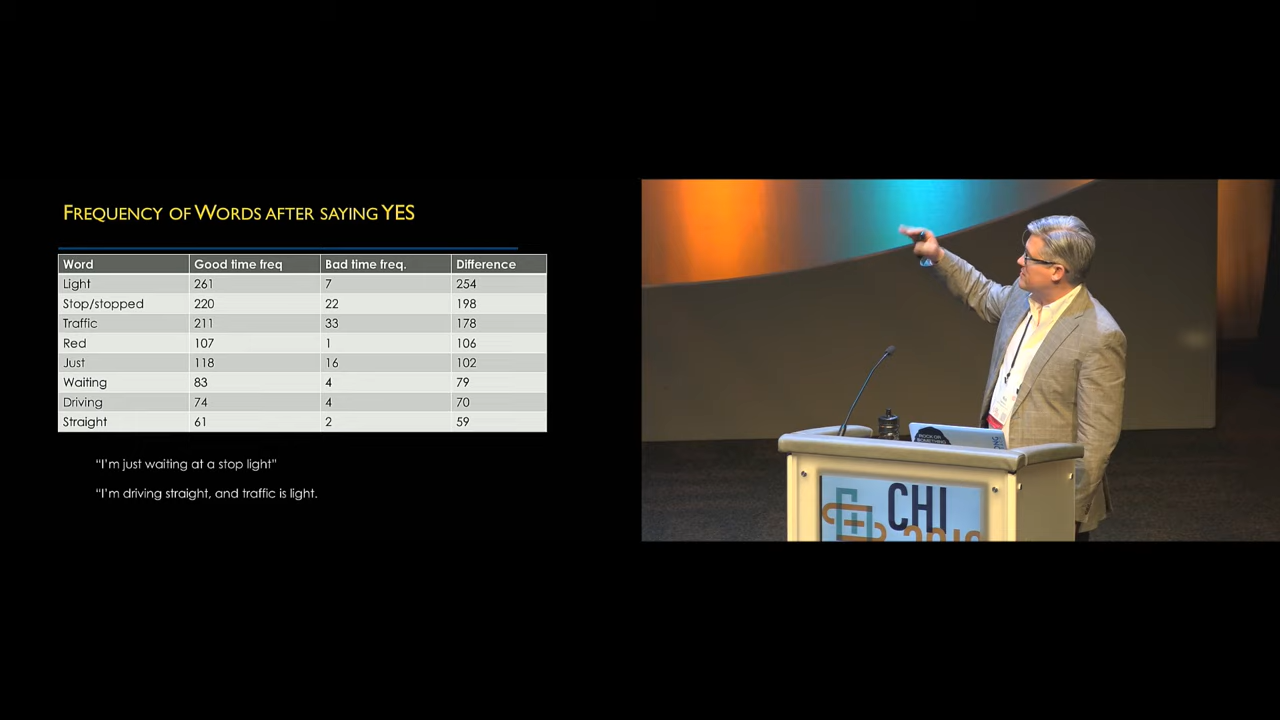 FREQUENCY OF WORDS AFTER SAYING YES
Word Good time freq Bad time freq. Difference
Light 261 7 254
Stop/stopped 220 22 198
Traffic 211 33 178
Red 107 1 106
Just 118 16 102
Waiting 83 4 79
Driving 74 4 70
Straight 61 2 59
“I’m just waiting at a stop light”
“I’m driving straight, and traffic is light.
ROCK OR
SOMETHING
CHI